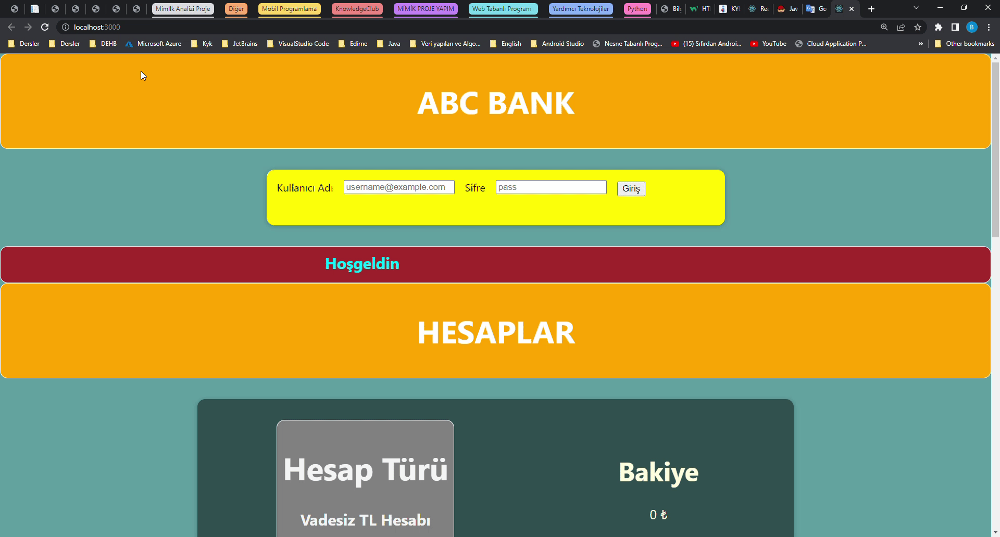 Mimilk Analizi Proje
Diğer
Mobil Programlama
KnowledgeClub
MİMİK PROJE YAPIM
Web Tabanlı Programl
Yardımcı Teknolojiler
Python
Bilg
HT
KY
Rea
Jav
Go
localhost:3000
B
Dersler
Dersler
DEHB
Microsoft Azure
Kyk
JetBrains
VisualStudio Code
Edirne
Java
Veri yapıları ve Algo...
English
Android Studio
Nesne Tabanlı Prog...
(15) Sıfırdan Androi...
YouTube
Cloud Application P...
»
Other bookmarks
ABC BANK
Kullanıcı Adı username@example.com Sifre pass Giriş
Hoşgeldin
HESAPLAR
Hesap Türü
Bakiye
Vadesiz TL Hesabı
0 ₺